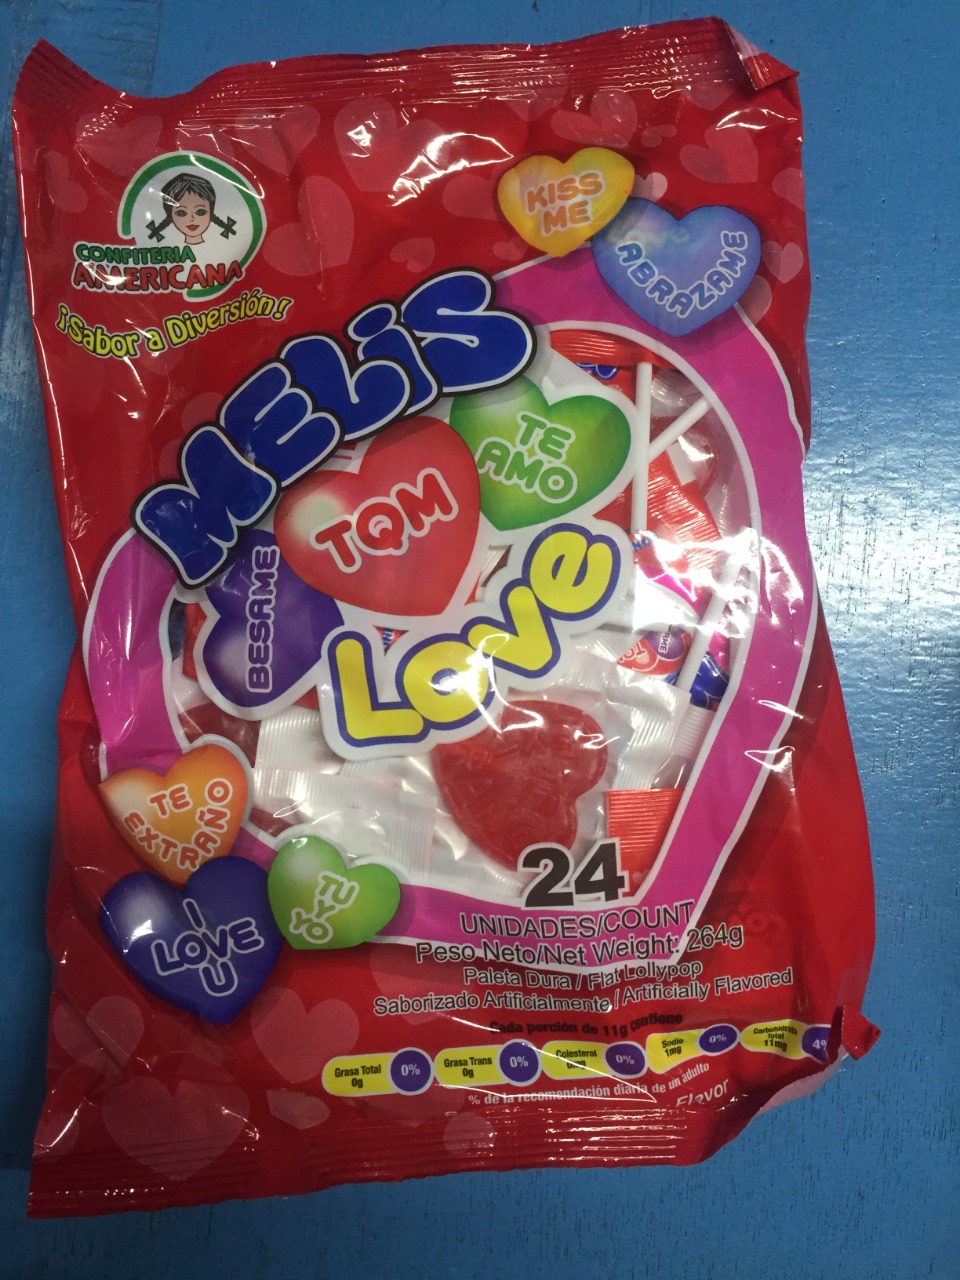 CONFITERIA
AMERICANA
¡Sabor a Diversión!
KISS
ME
ABRAZAME
MELIS
TE
AMO
TQM
BESAME
Love
TE
EXTRAÑO
I
LOVE
U
TU
Y YO
24
UNIDADES/COUNT
Peso Neto/Net Weight: 264g
Paleta Dura / Flat Lollypop
Saborizado Artificialmente / Artificially Flavored
Cada porción de 11g contiene
Grasa Total
0g
0%
Grasa Trans
0g
0%
Colesterol
0mg
0%
Sodio
1mg
0%
Carbohidrato
Total
11mg
4%
% de la recomendación diaria de un adulto
Flavor